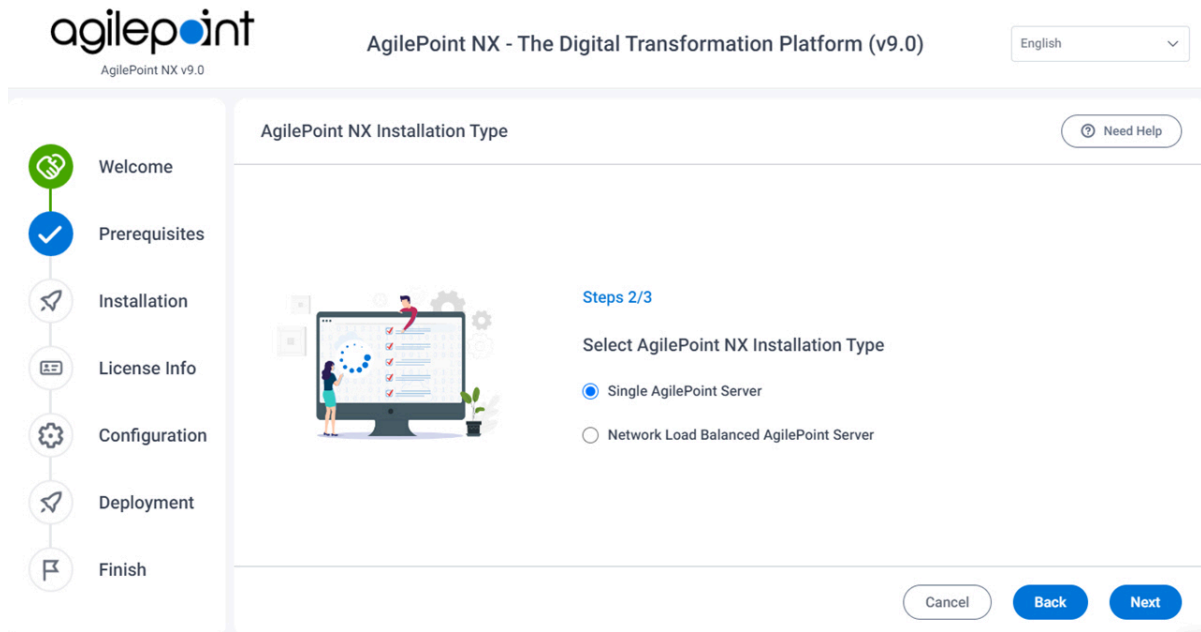 agilepoint
AgilePoint NX v9.0
AgilePoint NX - The Digital Transformation Platform (v9.0)
English
Welcome
Prerequisites
Installation
License Info
Configuration
Deployment
Finish
AgilePoint NX Installation Type
Need Help
Steps 2/3
Select AgilePoint NX Installation Type
Single AgilePoint Server
Network Load Balanced AgilePoint Server
Cancel
Back
Next